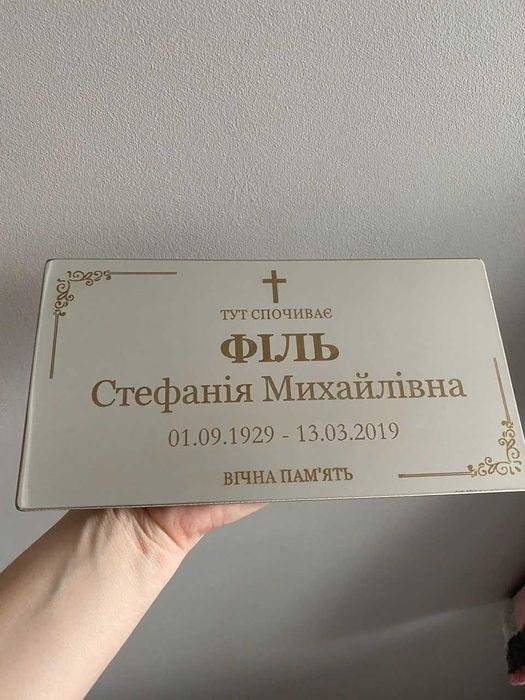 ТУТ СПОЧИВАЄ
ФІЛЬ
Стефанія Михайлівна
01.09.1929 - 13.03.2019
ВІЧНА ПАМ'ЯТЬ